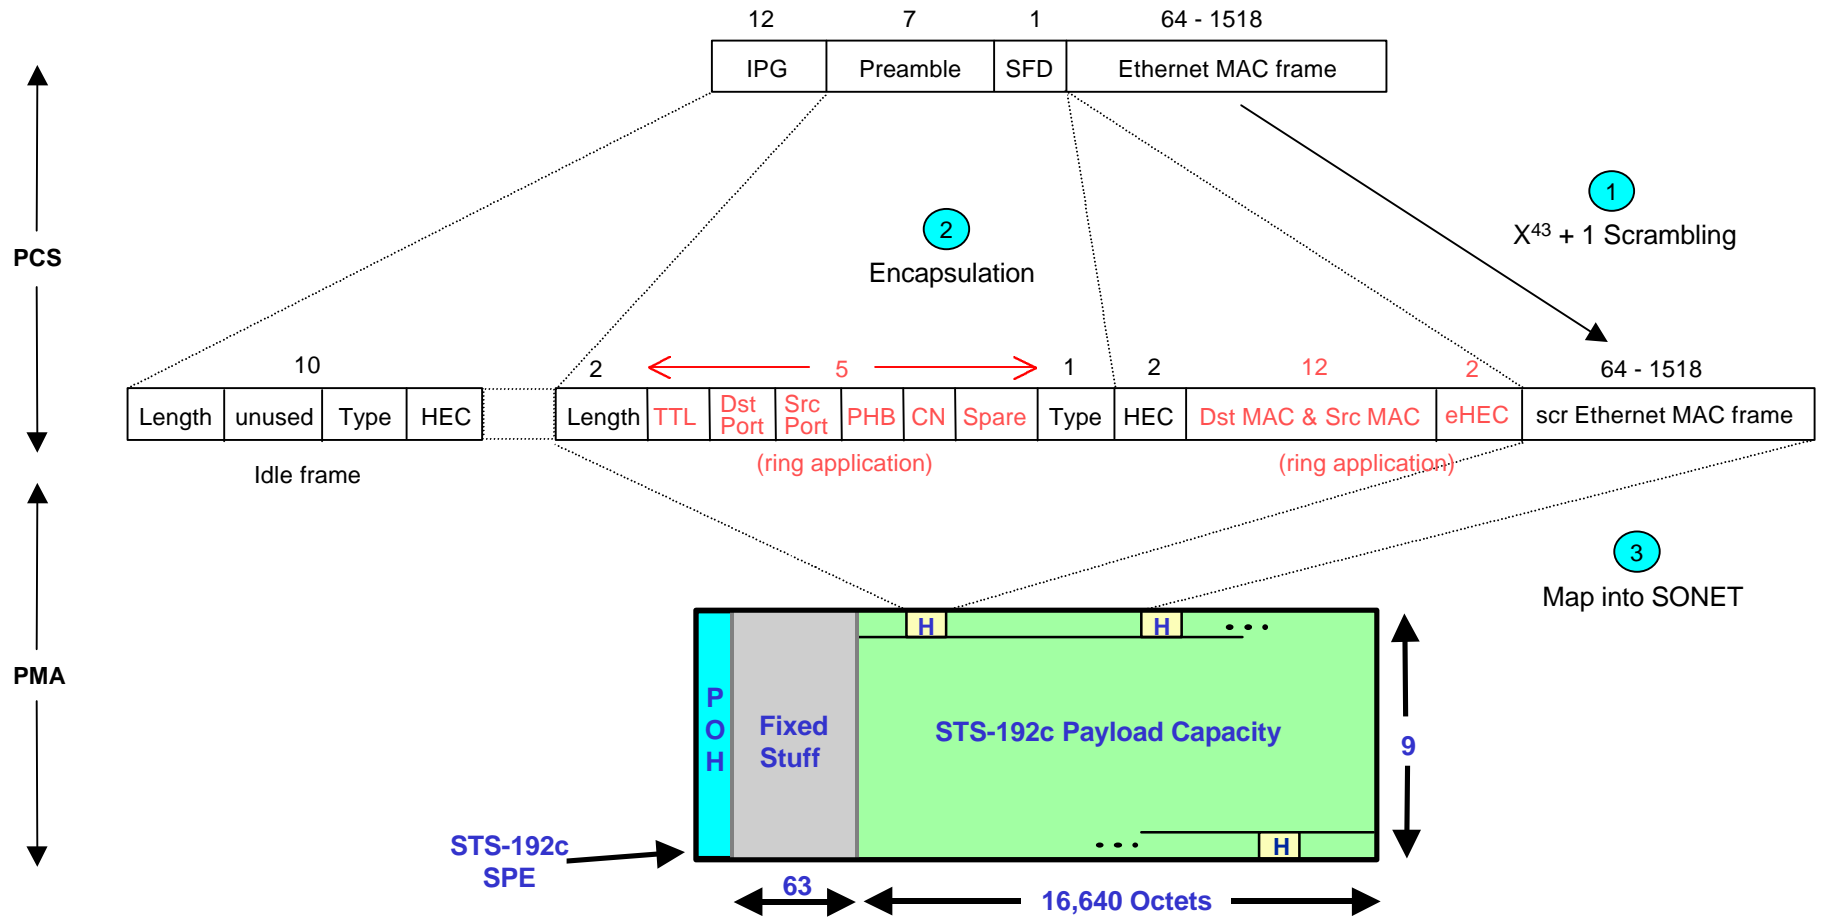 12 7 1 64 - 1518
IPG Preamble SFD Ethernet MAC frame
1
X43 + 1 Scrambling
2
Encapsulation
PCS
10 2 5 1 2 12 2 64 - 1518
Length unused Type HEC Length TTL Dst Port Src Port PHB CN Spare Type HEC Dst MAC & Src MAC eHEC scr Ethernet MAC frame
Idle frame (ring application) (ring application)
3
Map into SONET
H H • • •
PMA
POH
Fixed
Stuff
STS-192c Payload Capacity
9
• • • H
STS-192c
SPE
63 16,640 Octets